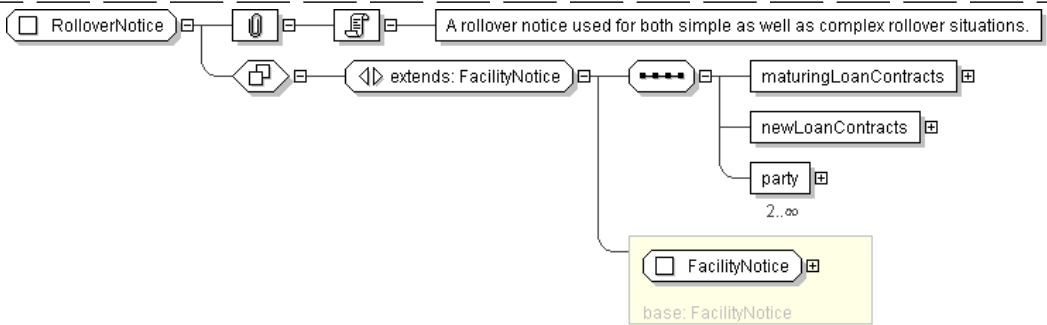 RolloverNotice
A rollover notice used for both simple as well as complex rollover situations.
extends: FacilityNotice
maturingLoanContracts
newLoanContracts
party
2..∞
FacilityNotice
base: FacilityNotice